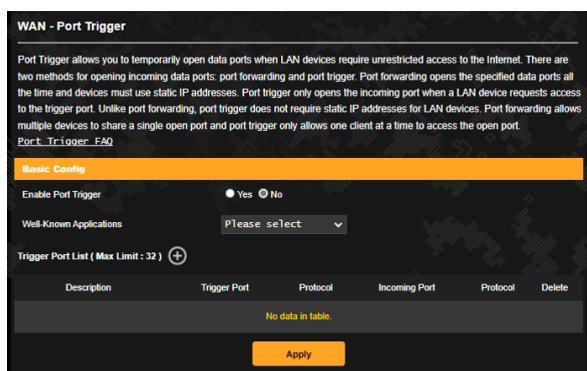 WAN - Port Trigger
Port Trigger allows you to temporarily open data ports when LAN devices require unrestricted access to the Internet. There are
two methods for opening incoming data ports: port forwarding and port trigger. Port forwarding opens the specified data ports all
the time and devices must use static IP addresses. Port trigger only opens the incoming port when a LAN device requests access
to the trigger port. Unlike port forwarding, port trigger does not require static IP addresses for LAN devices. Port forwarding allows
multiple devices to share a single open port and port trigger only allows one client at a time to access the open port.
Port Trigger FAQ
Basic Config
Enable Port Trigger Yes No
Well-Known Applications Please select
Trigger Port List ( Max Limit : 32 )
Description Trigger Port Protocol Incoming Port Protocol Delete
No data in table.
Apply